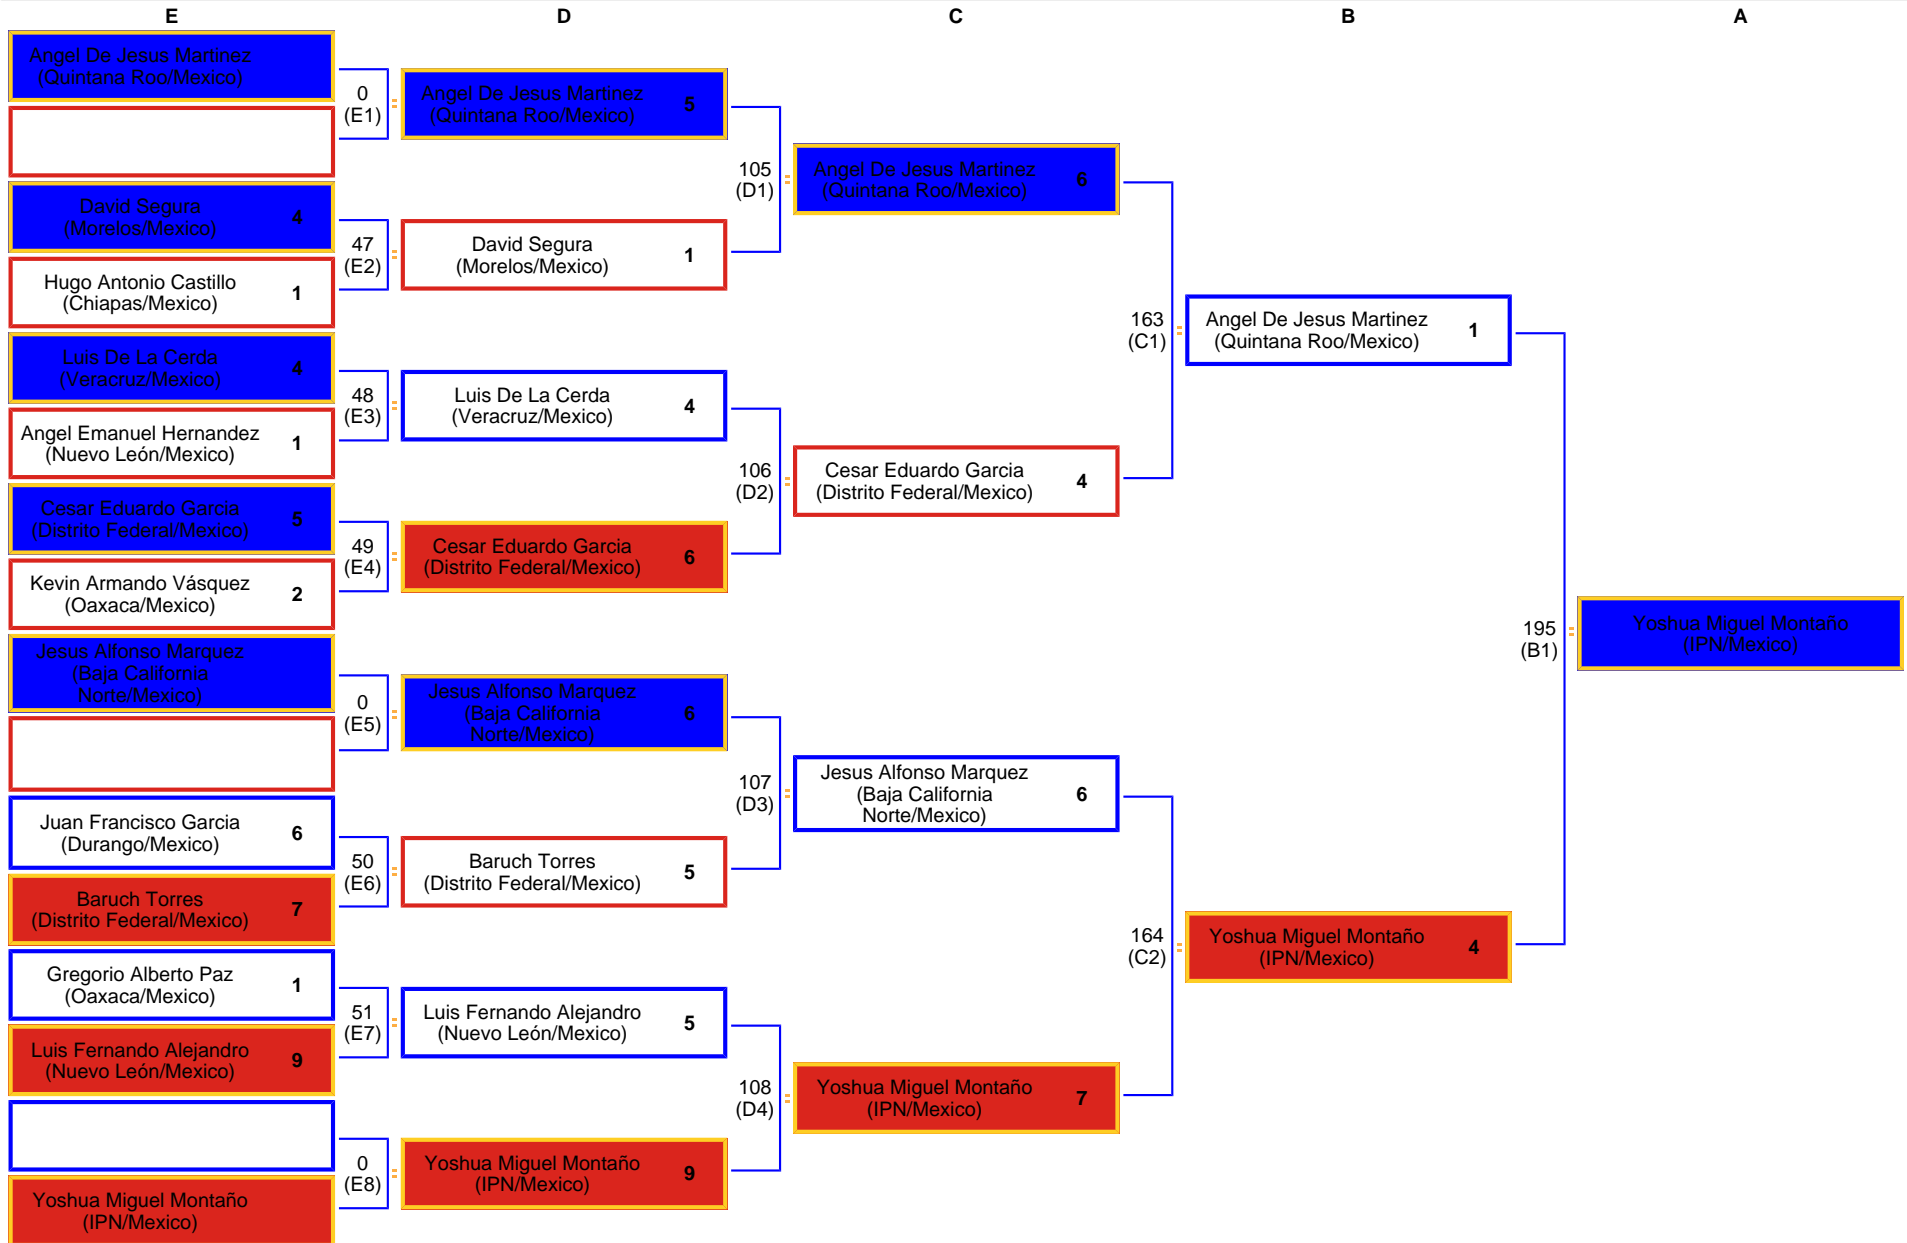 E D C B A
Angel De Jesus Martinez
(Quintana Roo/Mexico)
0
(E1)
David Segura
(Morelos/Mexico)
4
Hugo Antonio Castillo
(Chiapas/Mexico)
1
47
(E2)
Luis De La Cerda
(Veracruz/Mexico)
4
Angel Emanuel Hernandez
(Nuevo León/Mexico)
1
48
(E3)
Cesar Eduardo Garcia
(Distrito Federal/Mexico)
5
Kevin Armando Vásquez
(Oaxaca/Mexico)
2
49
(E4)
Jesus Alfonso Marquez
(Baja California
Norte/Mexico)
0
(E5)
Juan Francisco Garcia
(Durango/Mexico)
6
Baruch Torres
(Distrito Federal/Mexico)
7
50
(E6)
Gregorio Alberto Paz
(Oaxaca/Mexico)
1
Luis Fernando Alejandro
(Nuevo León/Mexico)
9
51
(E7)
Yoshua Miguel Montaño
(IPN/Mexico)
0
(E8)
Angel De Jesus Martinez
(Quintana Roo/Mexico)
5
David Segura
(Morelos/Mexico)
1
105
(D1)
Luis De La Cerda
(Veracruz/Mexico)
4
Cesar Eduardo Garcia
(Distrito Federal/Mexico)
6
106
(D2)
Jesus Alfonso Marquez
(Baja California
Norte/Mexico)
6
Baruch Torres
(Distrito Federal/Mexico)
5
107
(D3)
Luis Fernando Alejandro
(Nuevo León/Mexico)
5
Yoshua Miguel Montaño
(IPN/Mexico)
9
108
(D4)
Angel De Jesus Martinez
(Quintana Roo/Mexico)
6
Cesar Eduardo Garcia
(Distrito Federal/Mexico)
4
163
(C1)
Jesus Alfonso Marquez
(Baja California
Norte/Mexico)
6
Yoshua Miguel Montaño
(IPN/Mexico)
7
164
(C2)
Angel De Jesus Martinez
(Quintana Roo/Mexico)
1
Yoshua Miguel Montaño
(IPN/Mexico)
4
195
(B1)
Yoshua Miguel Montaño
(IPN/Mexico)